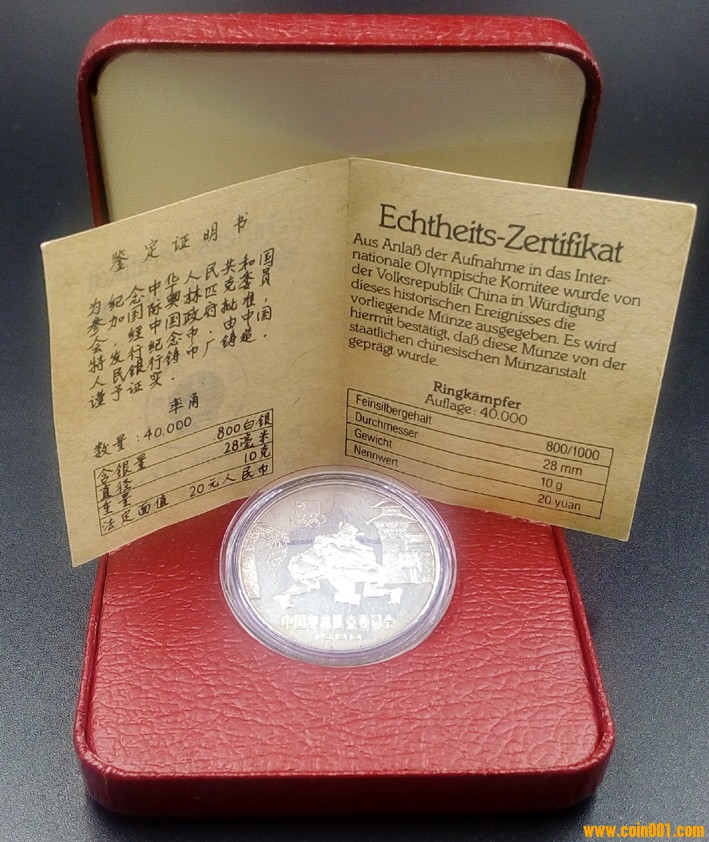 鉴定证明书
为纪念中华人民共和国
参加国际奥林匹克委员
会，经中国政府批准，
特发行纪念币，由中国
人民银行铸币厂铸造．
谨予证实．
率角
数量:40.000
含银量 .800白银
直径 28毫米
重量 10克
法定面值 20元人民币
Echtheits-Zertifikat
Aus Anlaß der Aufnahme in das Inter-
nationale Olympische Komitee wurde von
der Volksrepublik China in Würdigung
dieses historischen Ereignisses die
vorliegende Münze ausgegeben. Es wird
hiermit bestätigt, daß diese Münze von der
staatlichen chinesischen Münzanstalt
geprägt wurde.
Ringkämpfer
Auflage: 40.000
Feinsilbergehalt 800/1000
Durchmesser 28 mm
Gewicht 10 g
Nennwert 20 yuan
中国奥林匹克委员会
www.coin001.com